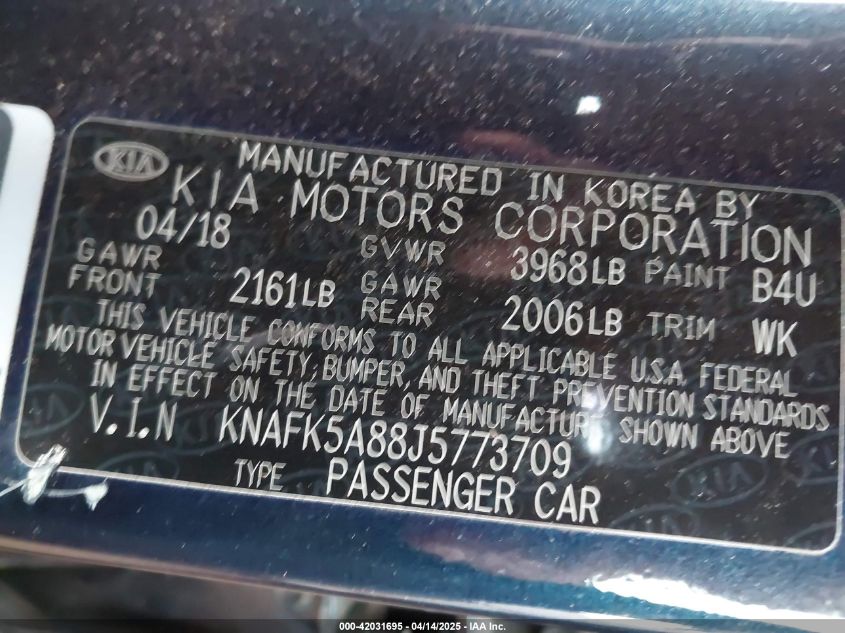 KIA
MANUFACTURED IN KOREA BY
KIA MOTORS CORPORATION
04/18 GVWR 3968LB PAINT B4U
GAWR FRONT 2161LB GAWR REAR 2006LB TRIM WK
THIS VEHICLE CONFORMS TO ALL APPLICABLE U.S.A. FEDERAL
MOTOR VEHICLE SAFETY, BUMPER, AND THEFT PREVENTION STANDARDS
IN EFFECT ON THE DATE OF MANUFACTURE SHOWN ABOVE
V.I.N KNAFK5A88J5773709
TYPE PASSENGER CAR
000-42031695 - 04/14/2025 - IAA Inc.